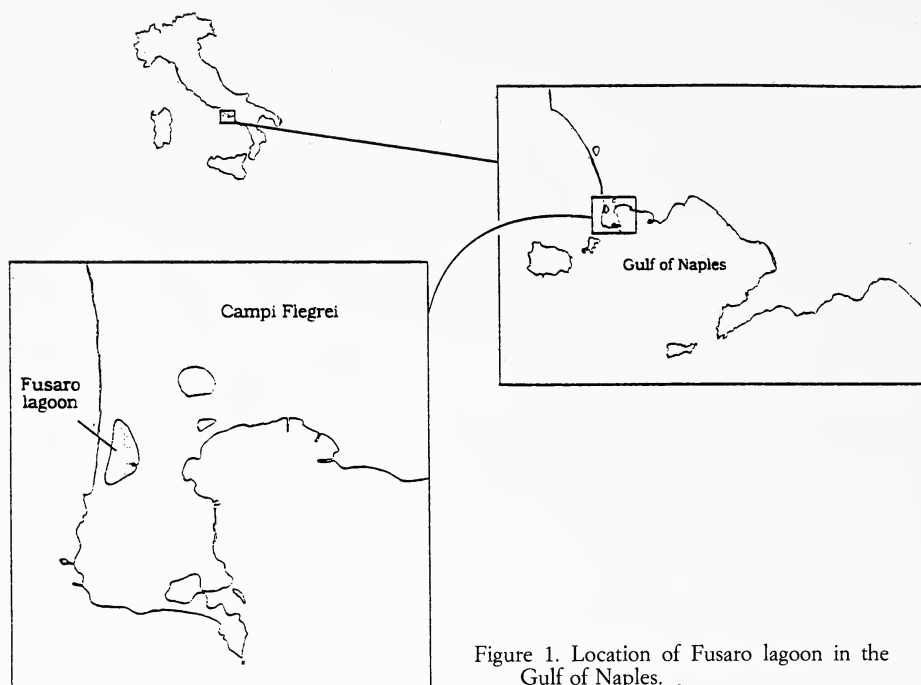 Gulf of Naples
Campi Flegrei
Fusaro
lagoon
Figure 1. Location of Fusaro lagoon in the
Gulf of Naples.